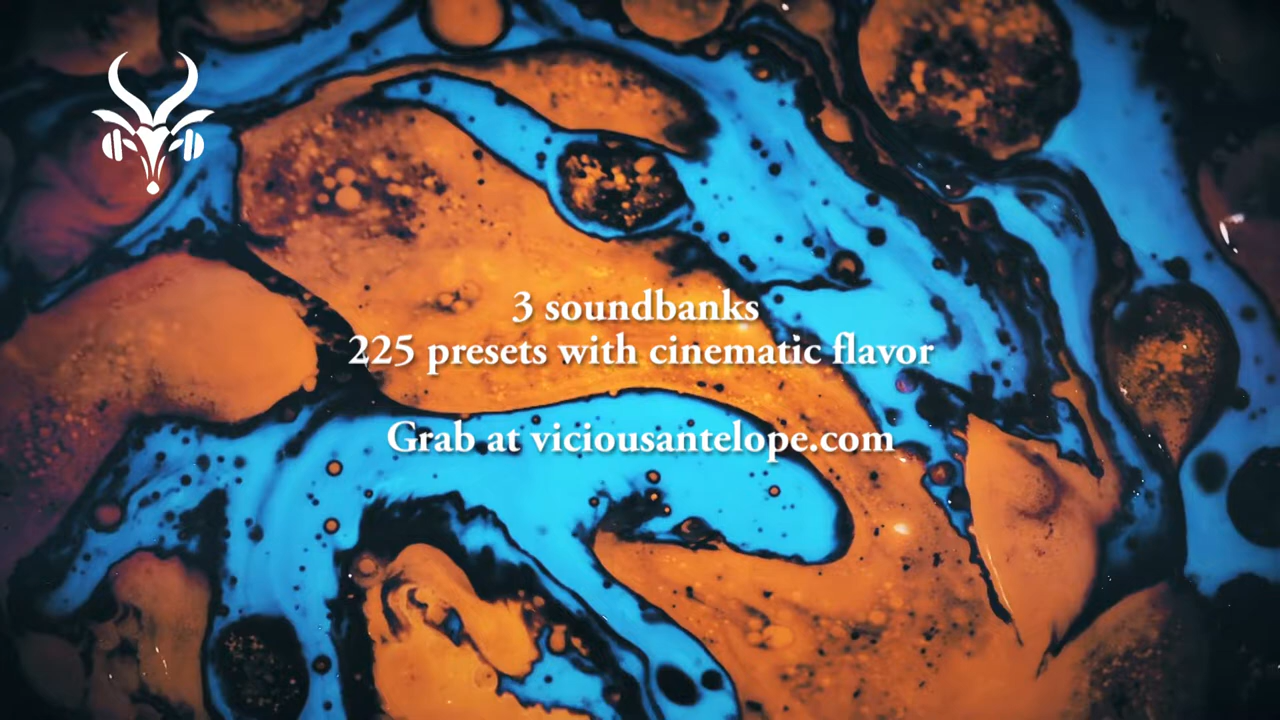 3 soundbanks
225 presets with cinematic flavor
Grab at viciousantelope.com